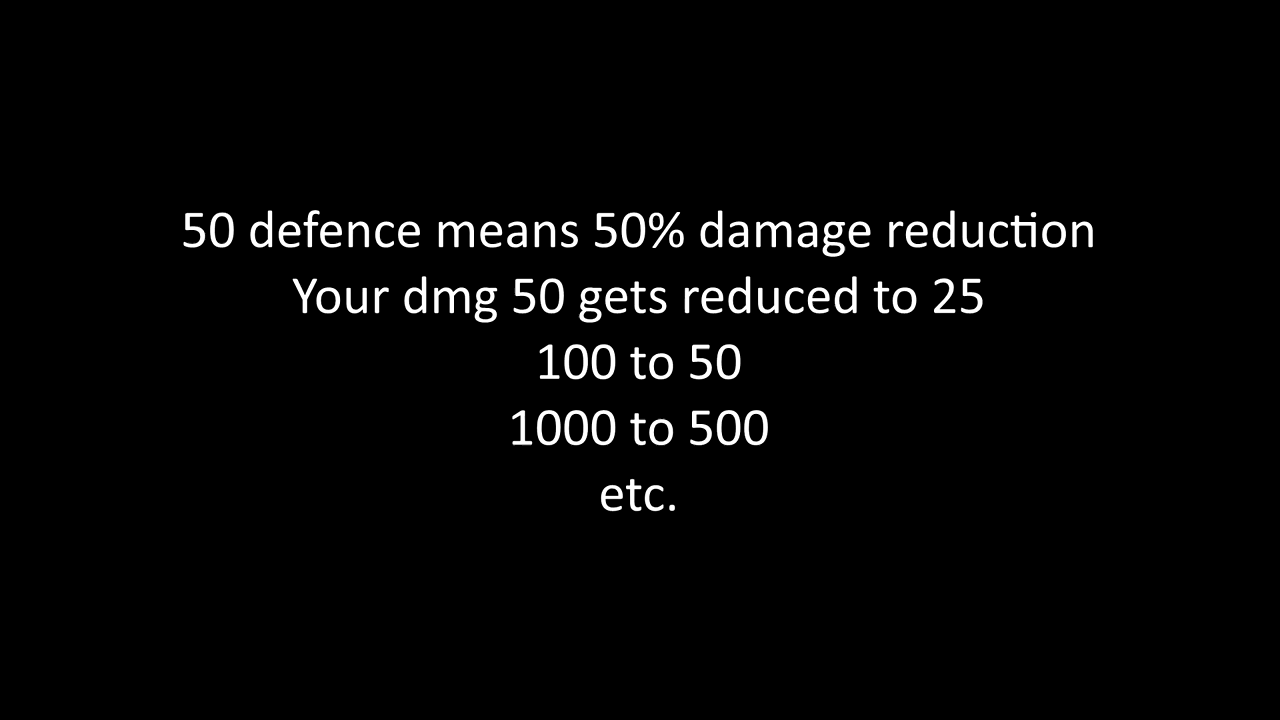 50 defence means 50% damage reduction
Your dmg 50 gets reduced to 25
100 to 50
1000 to 500
etc.